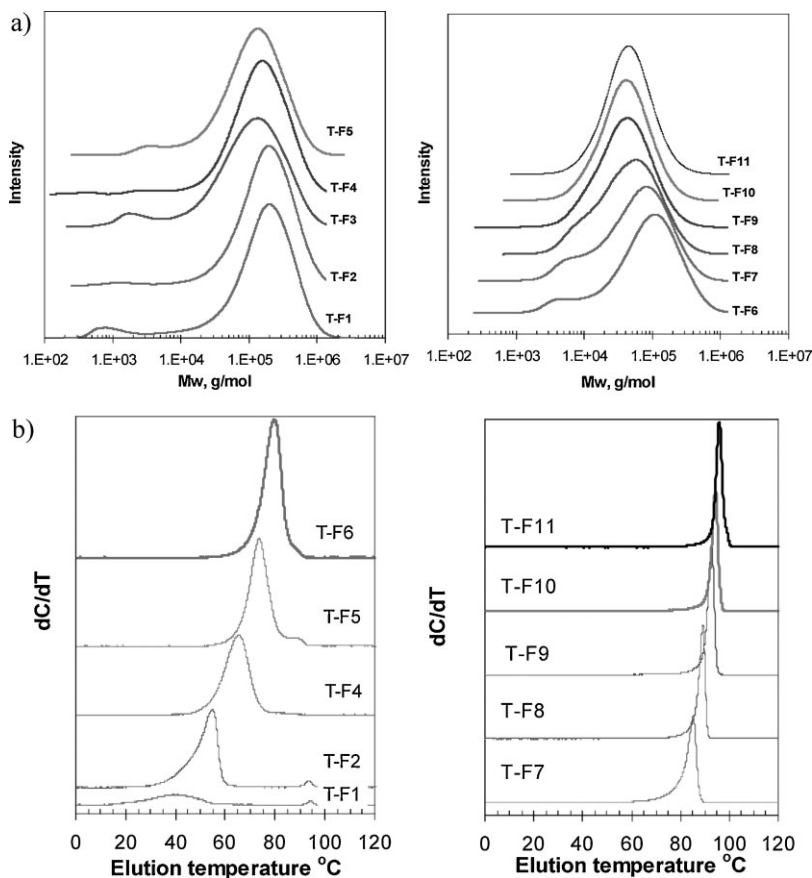 a)
Intensity
T-F5
T-F4
T-F3
T-F2
T-F1
1.E+02 1.E+03 1.E+04 1.E+05 1.E+06 1.E+07
Mw, g/mol
Intensity
T-F11
T-F10
T-F9
T-F8
T-F7
T-F6
1.E+02 1.E+03 1.E+04 1.E+05 1.E+06 1.E+07
Mw, g/mol
b)
dC/dT
T-F6
T-F5
T-F4
T-F2
T-F1
0 20 40 60 80 100 120
Elution temperature °C
dC/dT
T-F11
T-F10
T-F9
T-F8
T-F7
0 20 40 60 80 100 120
Elution temperature °C